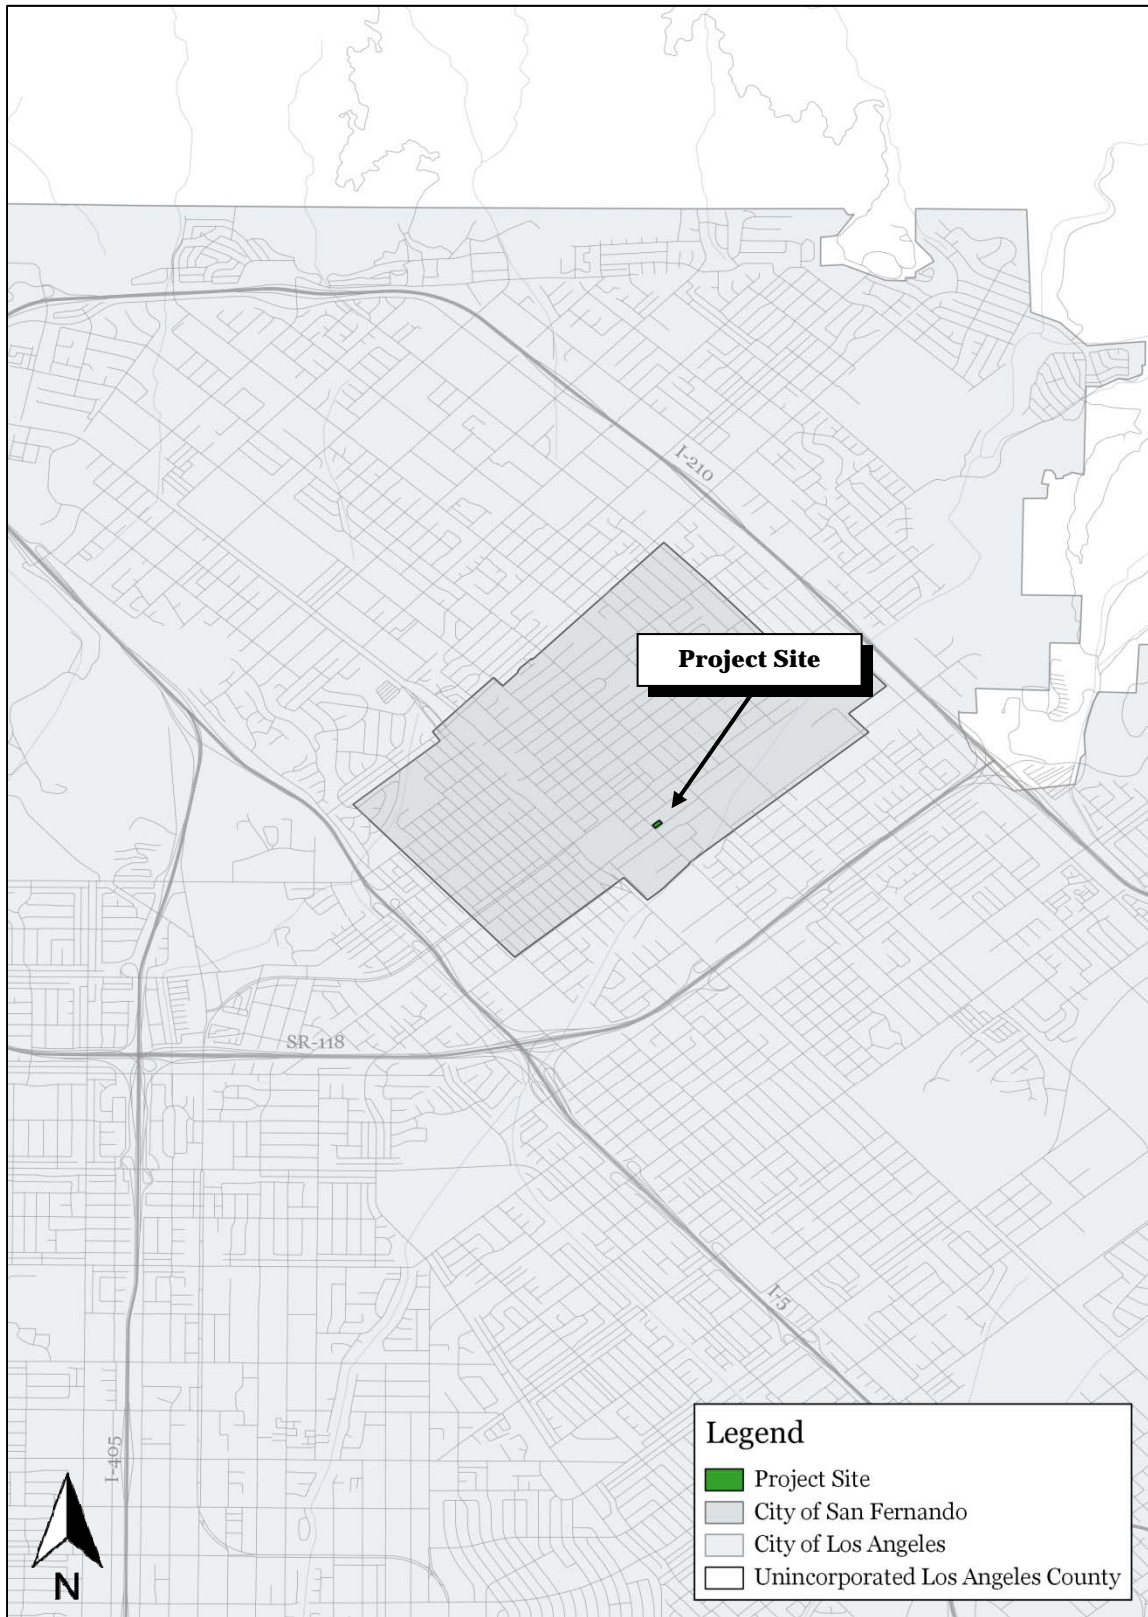 I-210
Project Site
SR-118
I-5
I-405
N
Legend
Project Site
City of San Fernando
City of Los Angeles
Unincorporated Los Angeles County